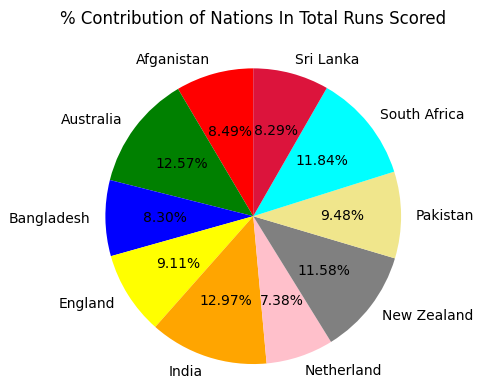 % Contribution of Nations In Total Runs Scored
Afganistan
8.49%
Australia
12.57%
Bangladesh
8.30%
England
9.11%
India
12.97%
Netherland
7.38%
New Zealand
11.58%
Pakistan
9.48%
South Africa
11.84%
Sri Lanka
8.29%